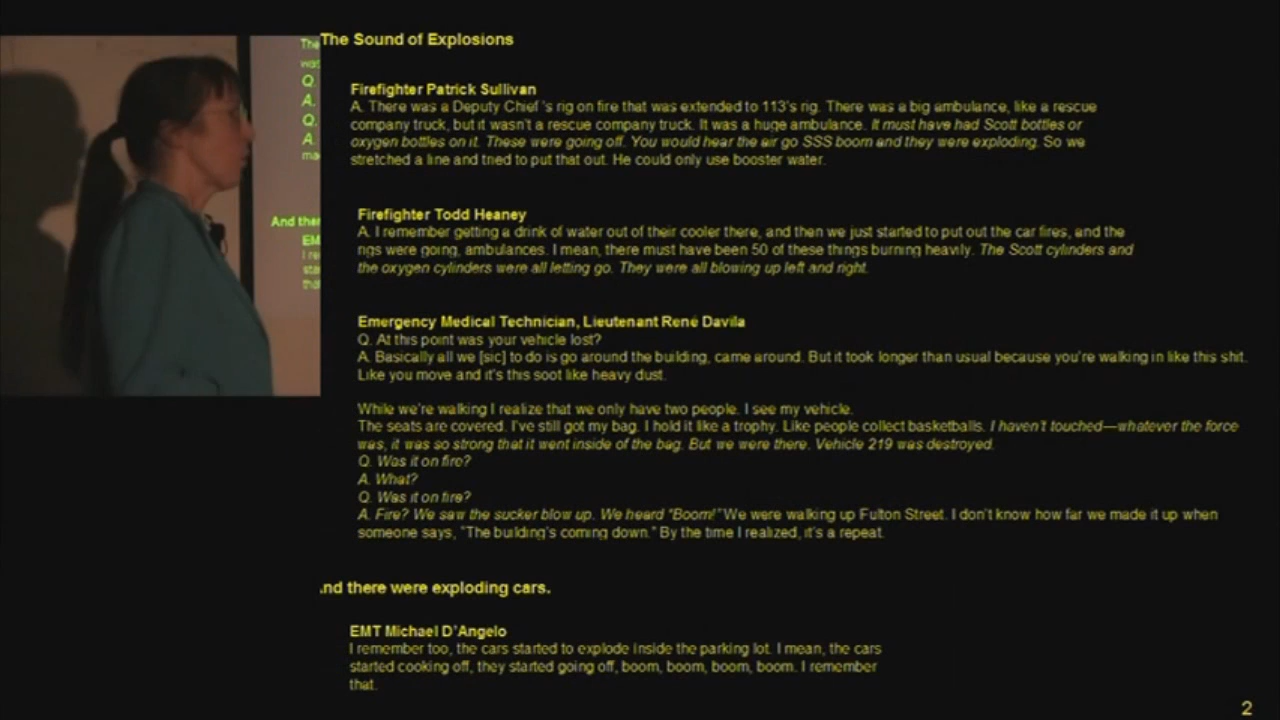 The Sound of Explosions
Firefighter Patrick Sullivan
A. There was a Deputy Chief 's rig on fire that was extended to 113's rig. There was a big ambulance, like a rescue
company truck, but it wasn't a rescue company truck. It was a huge ambulance. It must have had Scott bottles or
oxygen bottles on it. These were going off. You would hear the air go SSS boom and they were exploding. So we
stretched a line and tried to put that out. He could only use booster water.
Firefighter Todd Heaney
A. I remember getting a drink of water out of their cooler there, and then we just started to put out the car fires, and the
rigs were going, ambulances. I mean, there must have been 50 of these things burning heavily. The Scott cylinders and
the oxygen cylinders were all letting go. They were all blowing up left and right.
Emergency Medical Technician, Lieutenant René Davila
Q. At this point was your vehicle lost?
A. Basically all we [sic] to do is go around the building, came around. But it took longer than usual because you're walking in like this shit.
Like you move and it's this soot like heavy dust.
While we're walking I realize that we only have two people. I see my vehicle.
The seats are covered. I've still got my bag. I hold it like a trophy. Like people collect basketballs. I haven't touched—whatever the force
was, it was so strong that it went inside of the bag. But we were there. Vehicle 219 was destroyed.
Q. Was it on fire?
A. What?
Q. Was it on fire?
A. Fire? We saw the sucker blow up. We heard "Boom!" We were walking up Fulton Street. I don't know how far we made it up when
someone says, "The building's coming down." By the time I realized, it's a repeat.
nd there were exploding cars.
EMT Michael D'Angelo
I remember too, the cars started to explode inside the parking lot. I mean, the cars
started cooking off, they started going off, boom, boom, boom, boom. I remember
that.
2
The
was
Q.
A.
Q.
A.
And ther
EM
I re
sta
tha